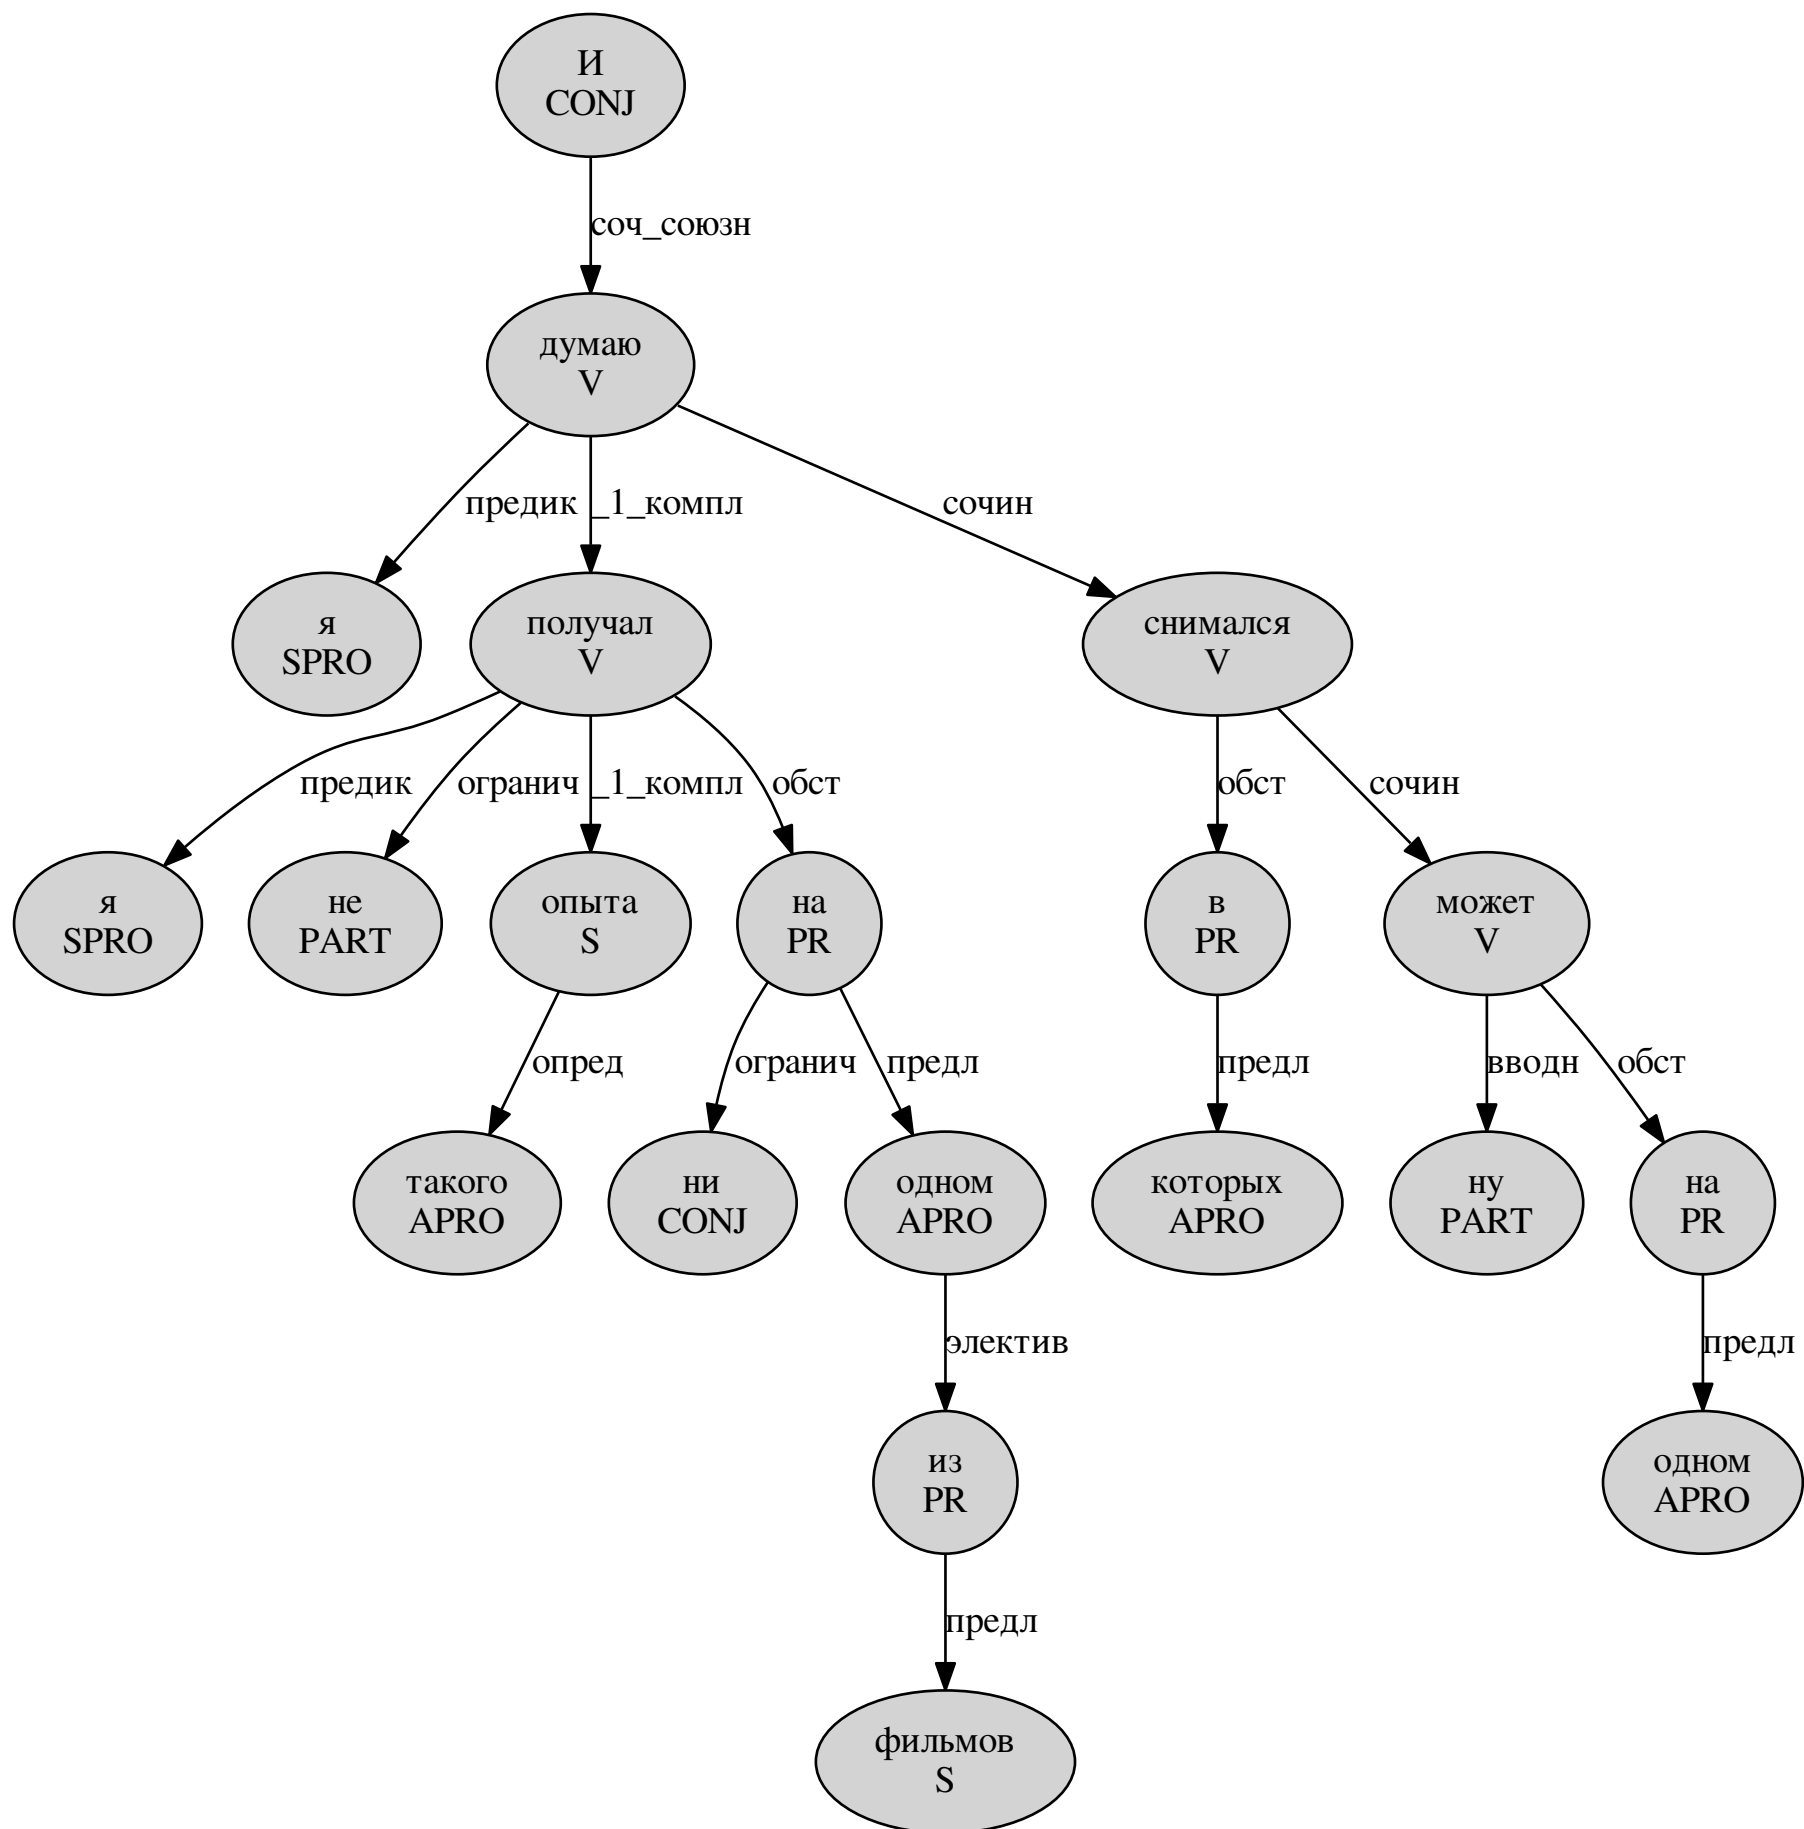 И
CONJ
соч_союзн
думаю
V
предик
_1_компл
сочин
я
SPRO
получал
V
снимался
V
предик
огранич
_1_компл
обст
обст
сочин
я
SPRO
не
PART
опыта
S
на
PR
в
PR
может
V
опред
огранич
предл
предл
вводн
обст
такого
APRO
ни
CONJ
одном
APRO
которых
APRO
ну
PART
на
PR
электив
предл
из
PR
одном
APRO
предл
фильмов
S